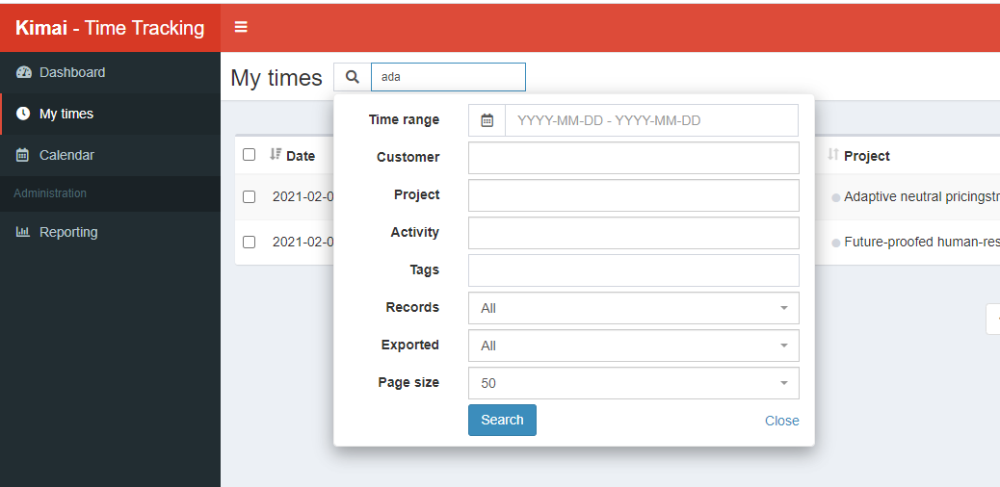 Kimai - Time Tracking
Dashboard
My times
Calendar
Administration
Reporting
My times
ada
Time range
YYYY-MM-DD - YYYY-MM-DD
Customer
Project
Activity
Tags
Records
All
Exported
All
Page size
50
Search
Close
Date
Project
2021-02-0
Adaptive neutral pricingst
2021-02-0
Future-proofed human-res